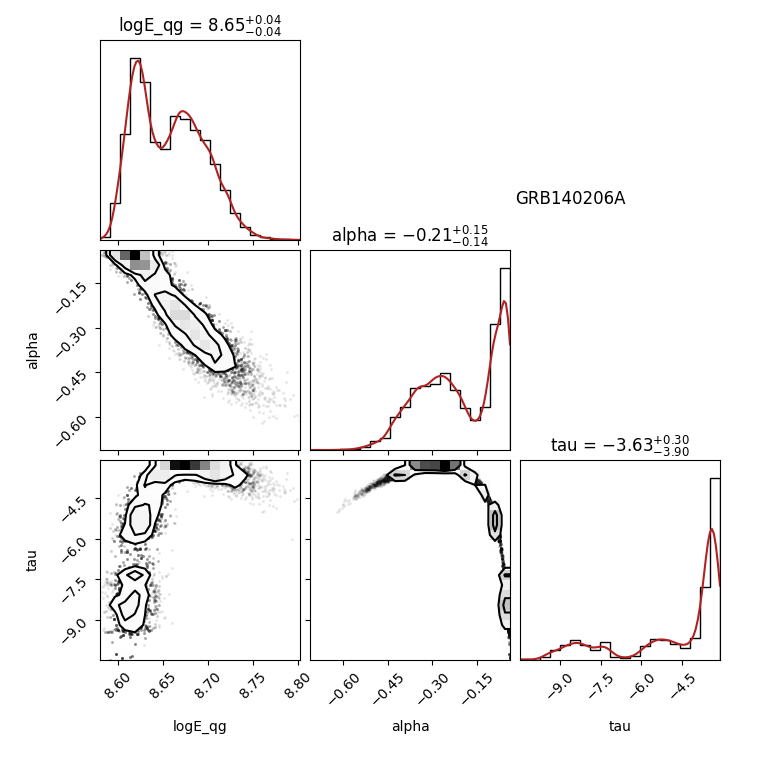 logE_qg = 8.65^{+0.04}_{−0.04}
GRB140206A
alpha = −0.21^{+0.15}_{−0.14}
alpha
−0.15
−0.30
−0.45
−0.60
tau = −3.63^{+0.30}_{−3.90}
tau
−4.5
−6.0
−7.5
−9.0
8.60 8.65 8.70 8.75 8.80
−0.60 −0.45 −0.30 −0.15
−9.0 −7.5 −6.0 −4.5
logE_qg alpha tau